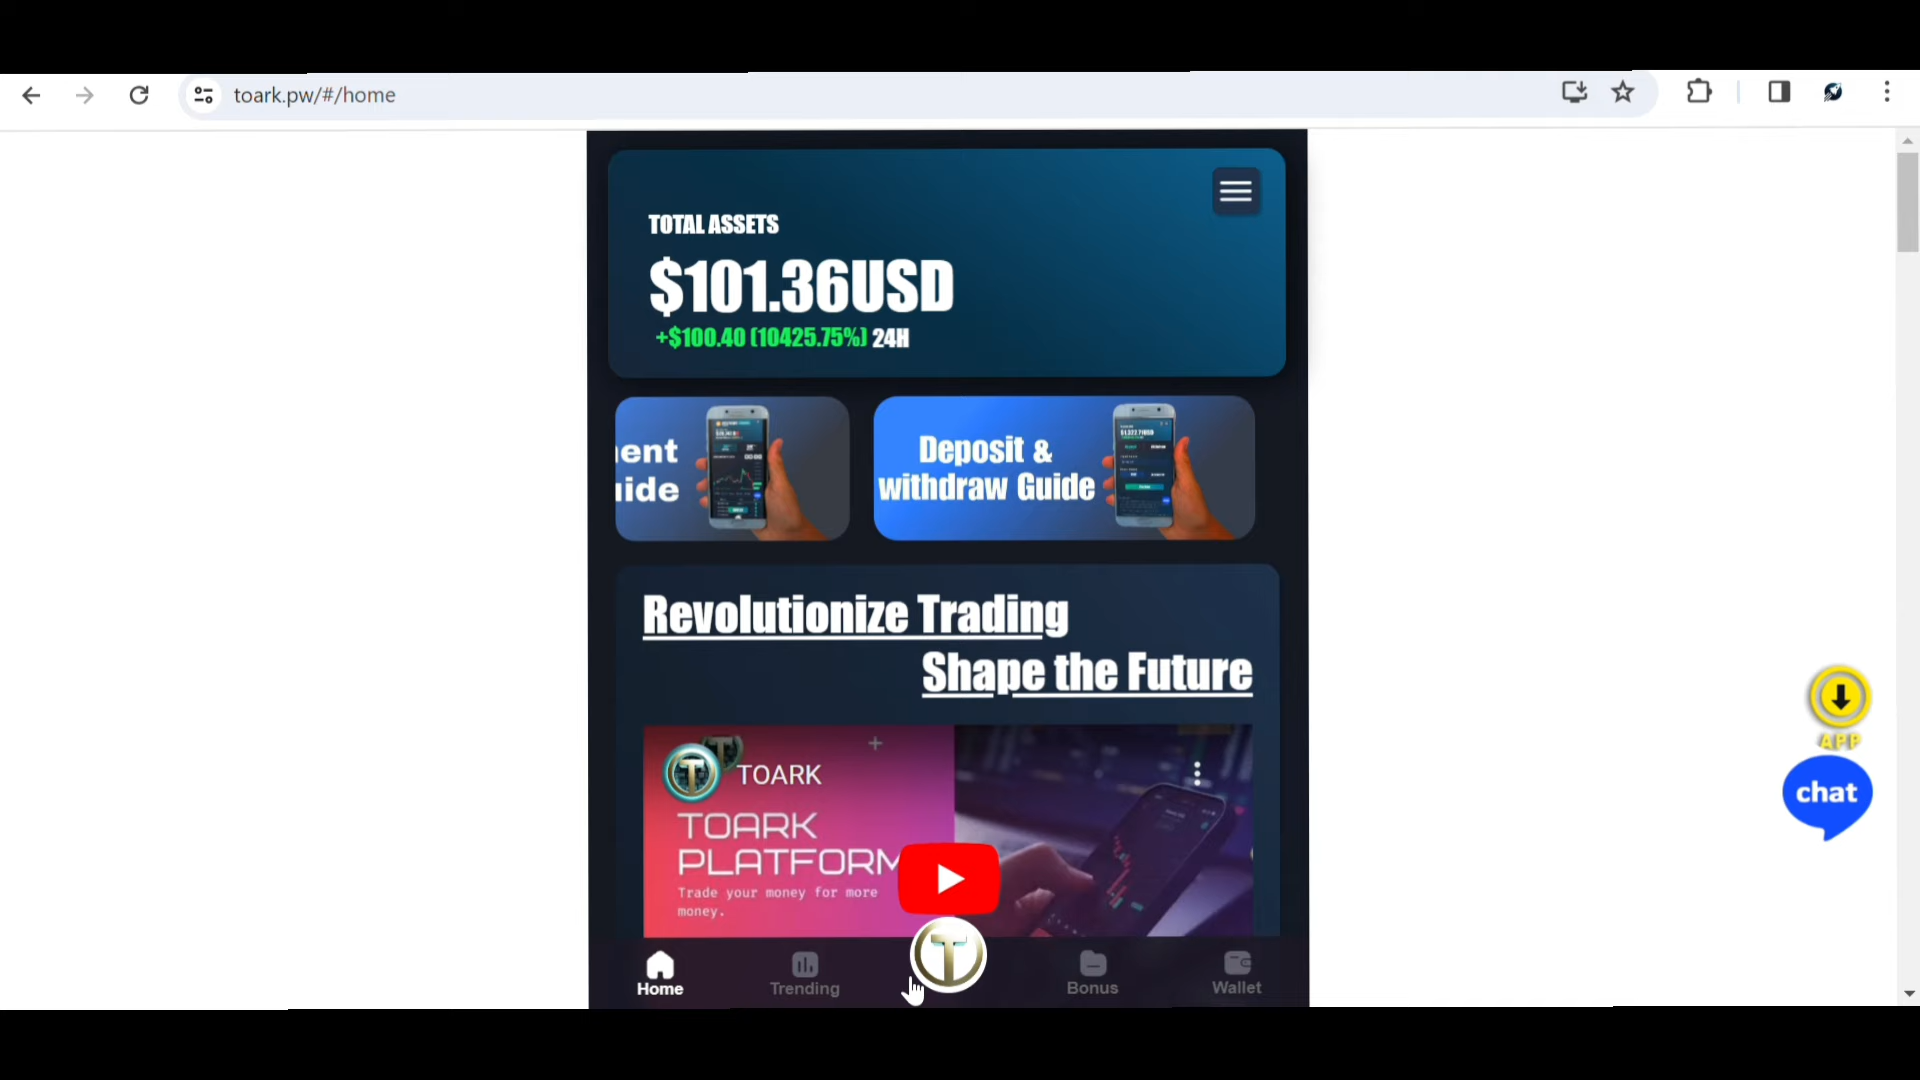 toark.pw/#/home
TOTAL ASSETS
$101.36USD
+$100.40 (10425.75%) 24H
ent
ide
Deposit &
withdraw Guide
Revolutionize Trading
Shape the Future
TOARK
TOARK
PLATFORM
Trade your money for more
money.
APP
chat
Home
Trending
Bonus
Wallet